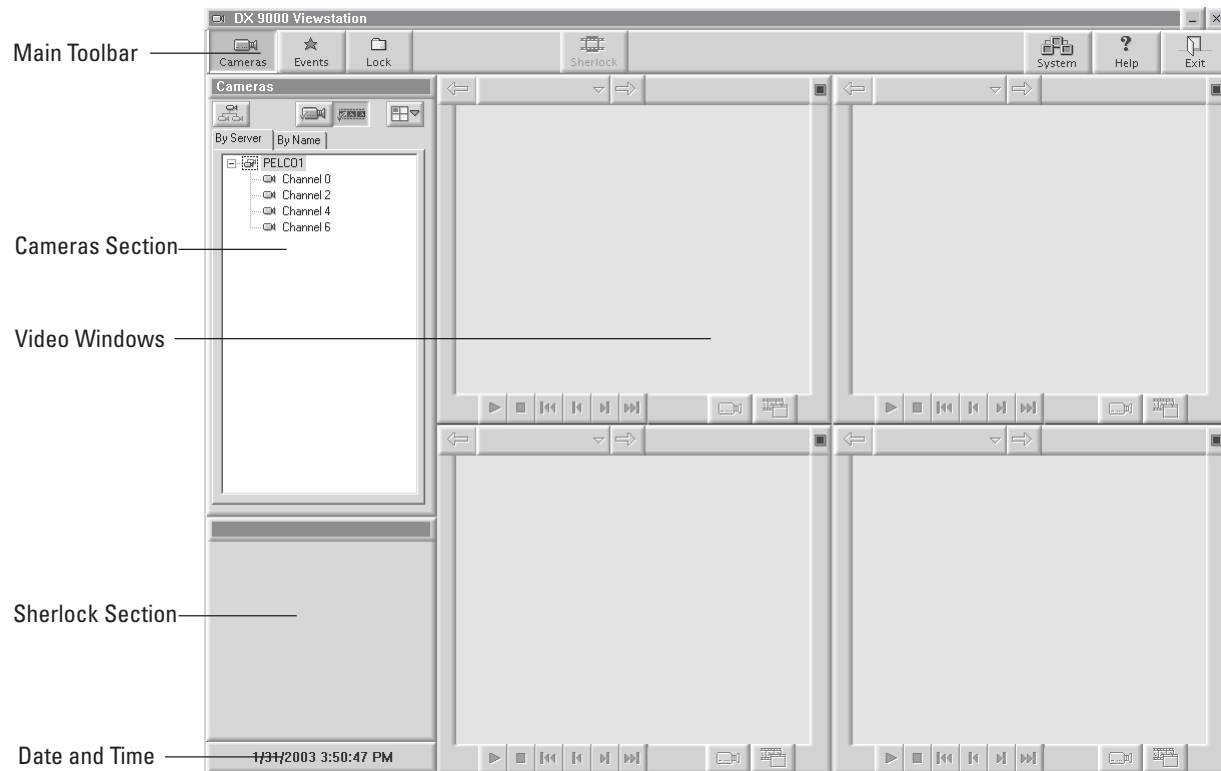 DX 9000 Viewstation
Main Toolbar
Cameras Events Lock Sherlock System Help Exit
Cameras
By Server By Name
PELCO1
Channel 0
Channel 2
Channel 4
Channel 6
Cameras Section
Video Windows
Sherlock Section
Date and Time
1/31/2003 3:50:47 PM